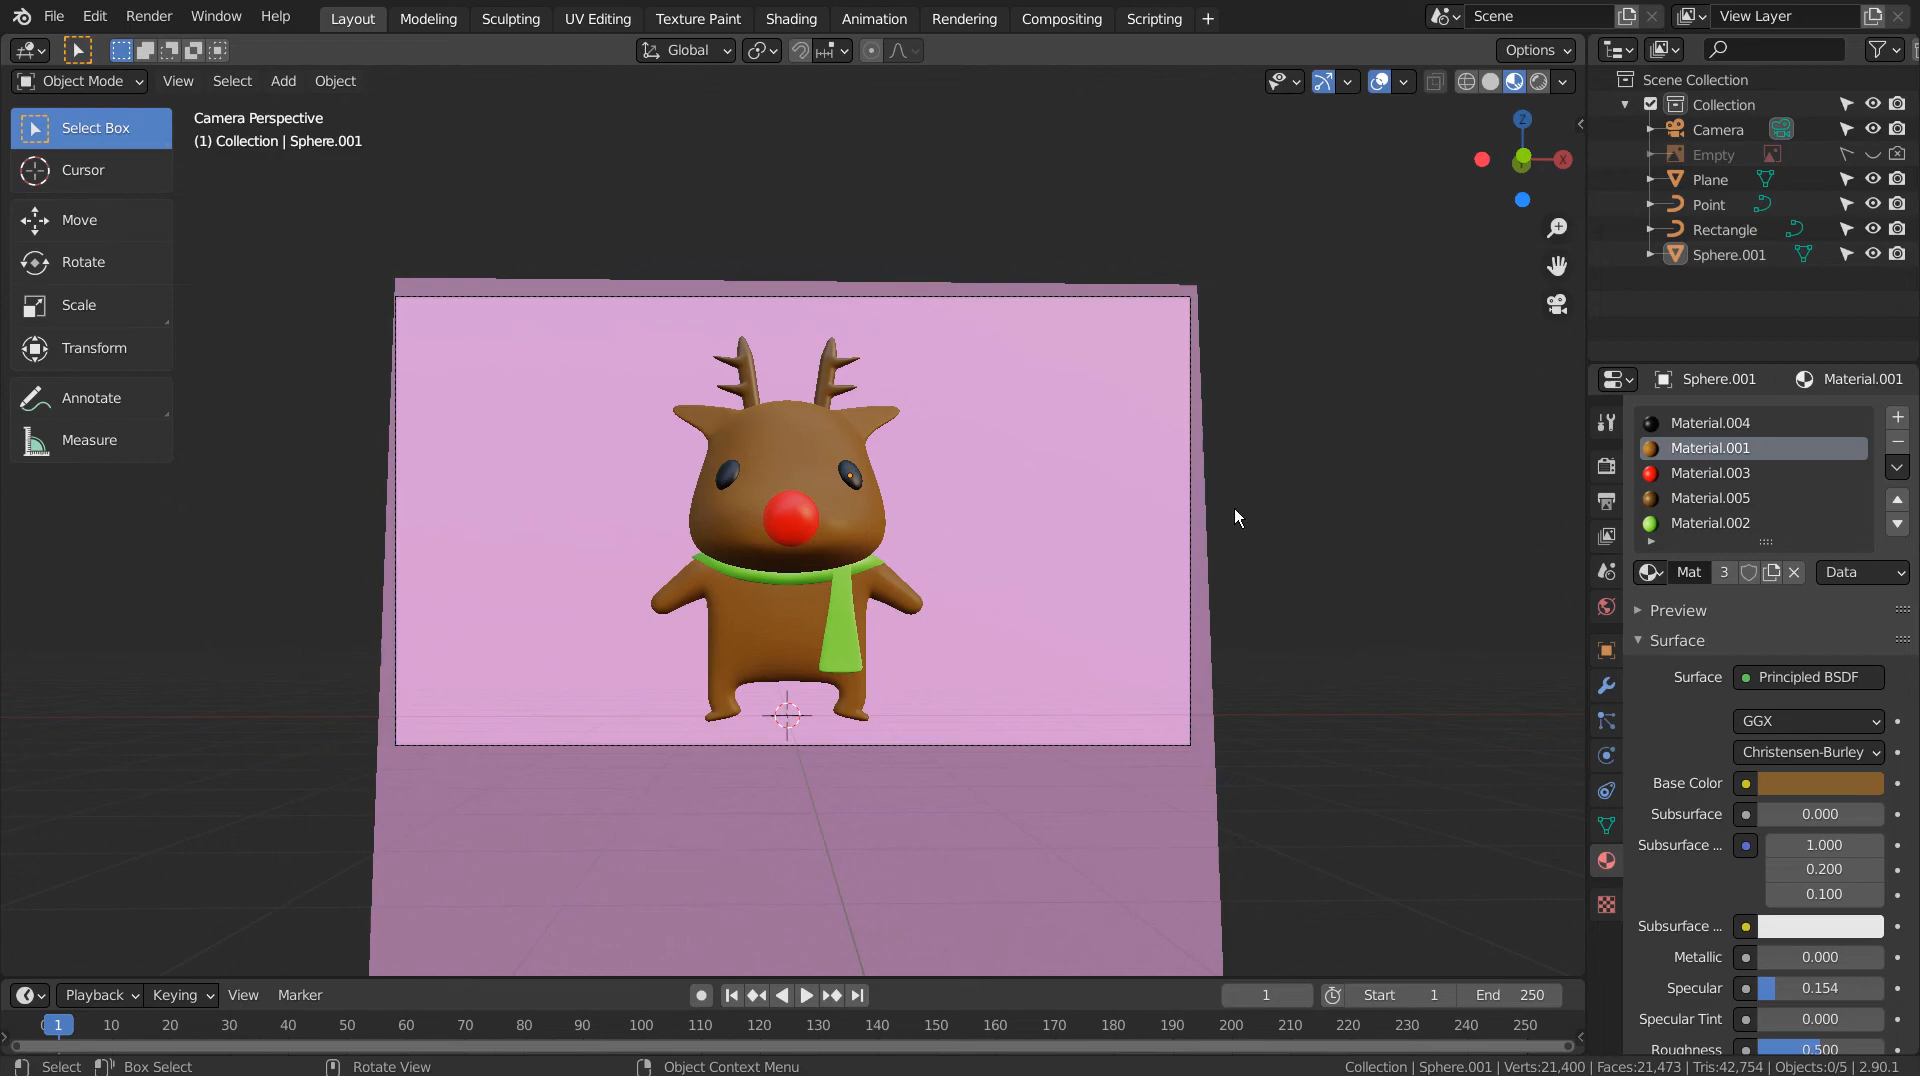 File Edit Render Window Help Layout Modeling Sculpting UV Editing Texture Paint Shading Animation Rendering Compositing Scripting + Scene View Layer
Global Options
Object Mode View Select Add Object
Camera Perspective
(1) Collection | Sphere.001
Select Box
Cursor
Move
Rotate
Scale
Transform
Annotate
Measure
Z
X
Scene Collection
Collection
Camera
Empty
Plane
Point
Rectangle
Sphere.001
Sphere.001 Material.001
Material.004
Material.001
Material.003
Material.005
Material.002
Mat 3 Data
Preview
Surface
Surface Principled BSDF
GGX
Christensen-Burley
Base Color
Subsurface 0.000
Subsurface ... 1.000
0.200
0.100
Subsurface ...
Metallic 0.000
Specular 0.154
Specular Tint 0.000
Roughness 0.500
Playback Keying View Marker 1 Start 1 End 250
1 10 20 30 40 50 60 70 80 90 100 110 120 130 140 150 160 170 180 190 200 210 220 230 240 250
Select Box Select Rotate View Object Context Menu Collection | Sphere.001 | Verts:21,400 | Faces:21,473 | Tris:42,754 | Objects:0/5 | 2.90.1